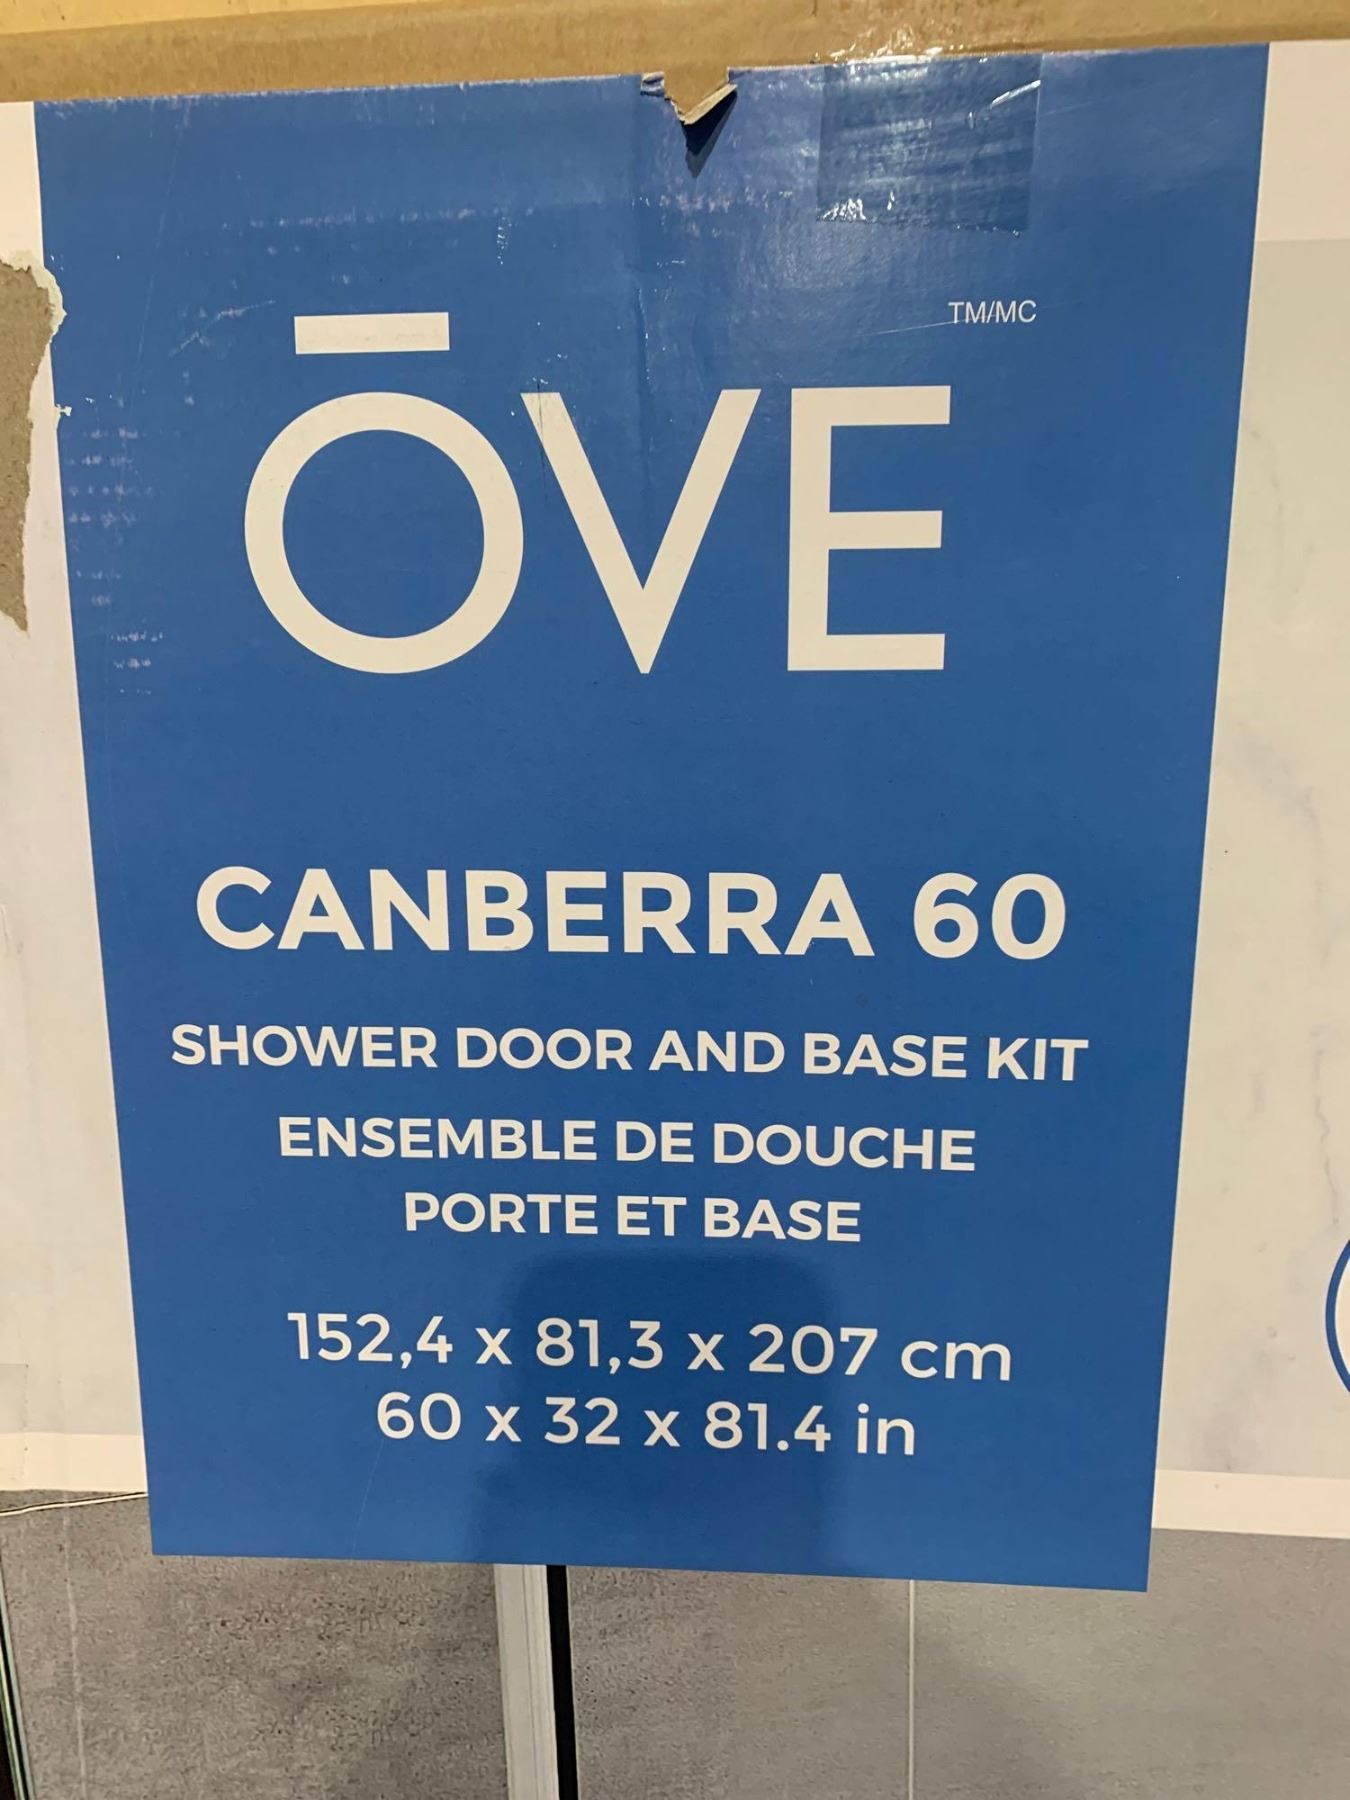 TM/MC
ŌVE
CANBERRA 60
SHOWER DOOR AND BASE KIT
ENSEMBLE DE DOUCHE
PORTE ET BASE
152,4 x 81,3 x 207 cm
60 x 32 x 81.4 in